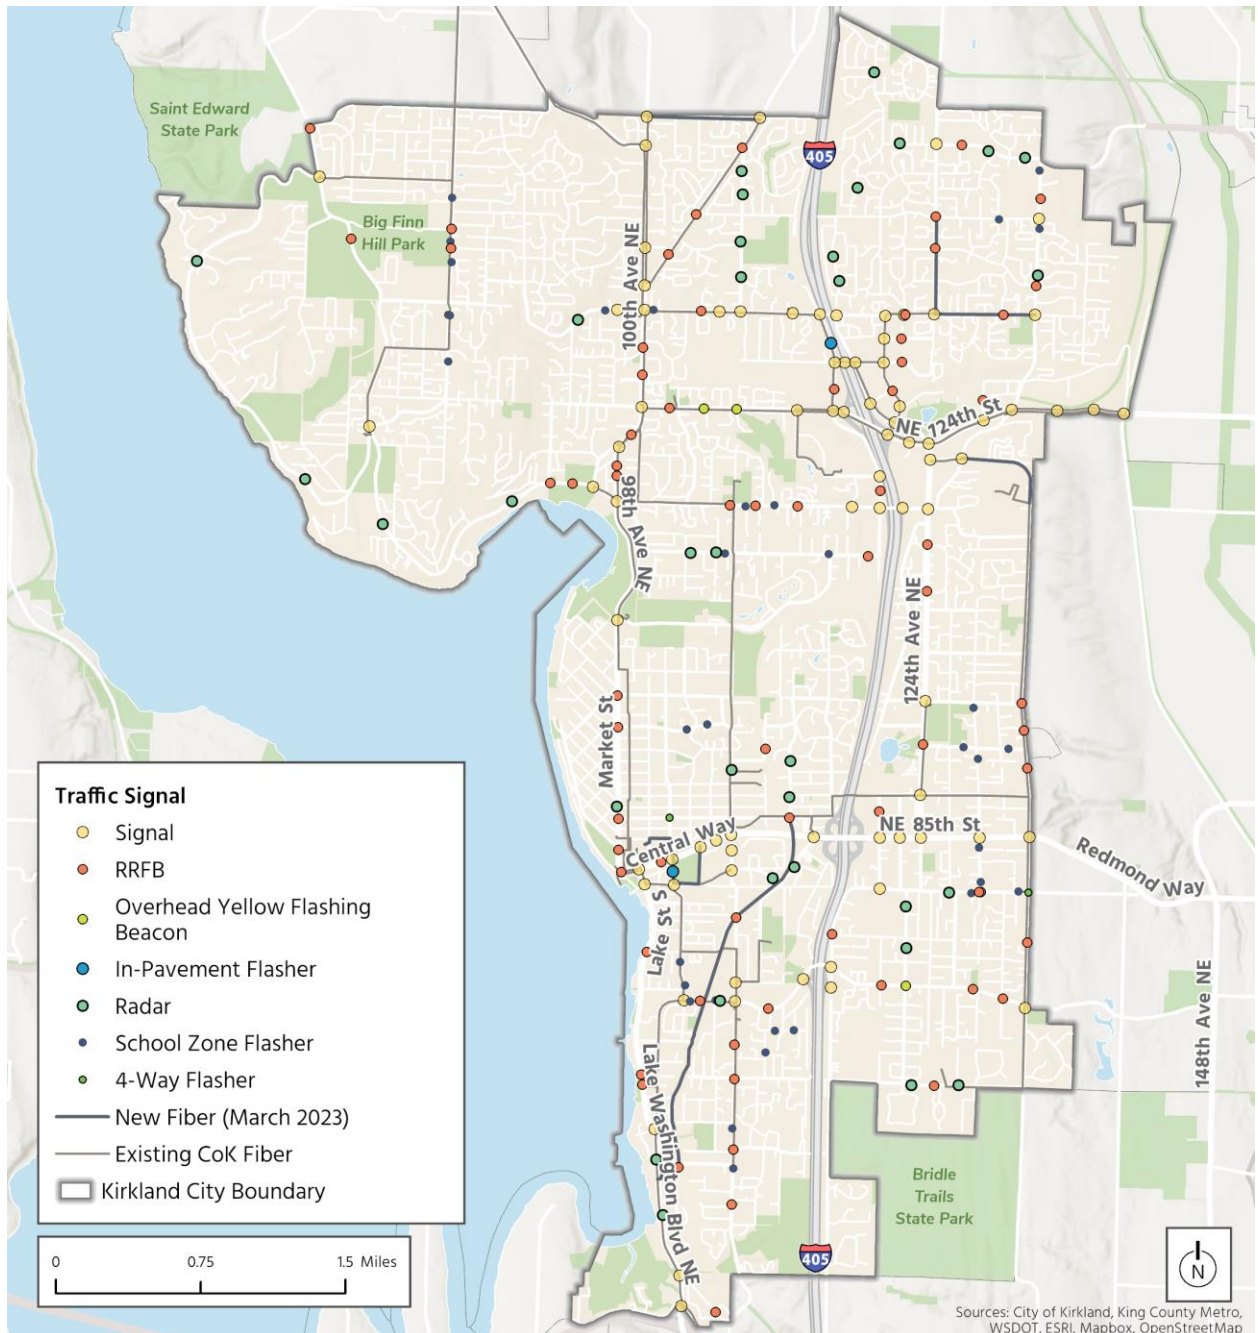 Saint Edward
State Park
405
Big Finn
Hill Park
100th Ave NE
NE 124th St
98th Ave NE
124th Ave NE
Market St
Central Way
NE 85th St
Redmond Way
Lake St S
Lake Washington Blvd NE
148th Ave NE
Bridle
Trails
State Park
405
Traffic Signal
Signal
RRFB
Overhead Yellow Flashing
Beacon
In-Pavement Flasher
Radar
School Zone Flasher
4-Way Flasher
New Fiber (March 2023)
Existing CoK Fiber
Kirkland City Boundary
0 0.75 1.5 Miles
N
Sources: City of Kirkland, King County Metro,
WSDOT, ESRI, Mapbox, OpenStreetMap